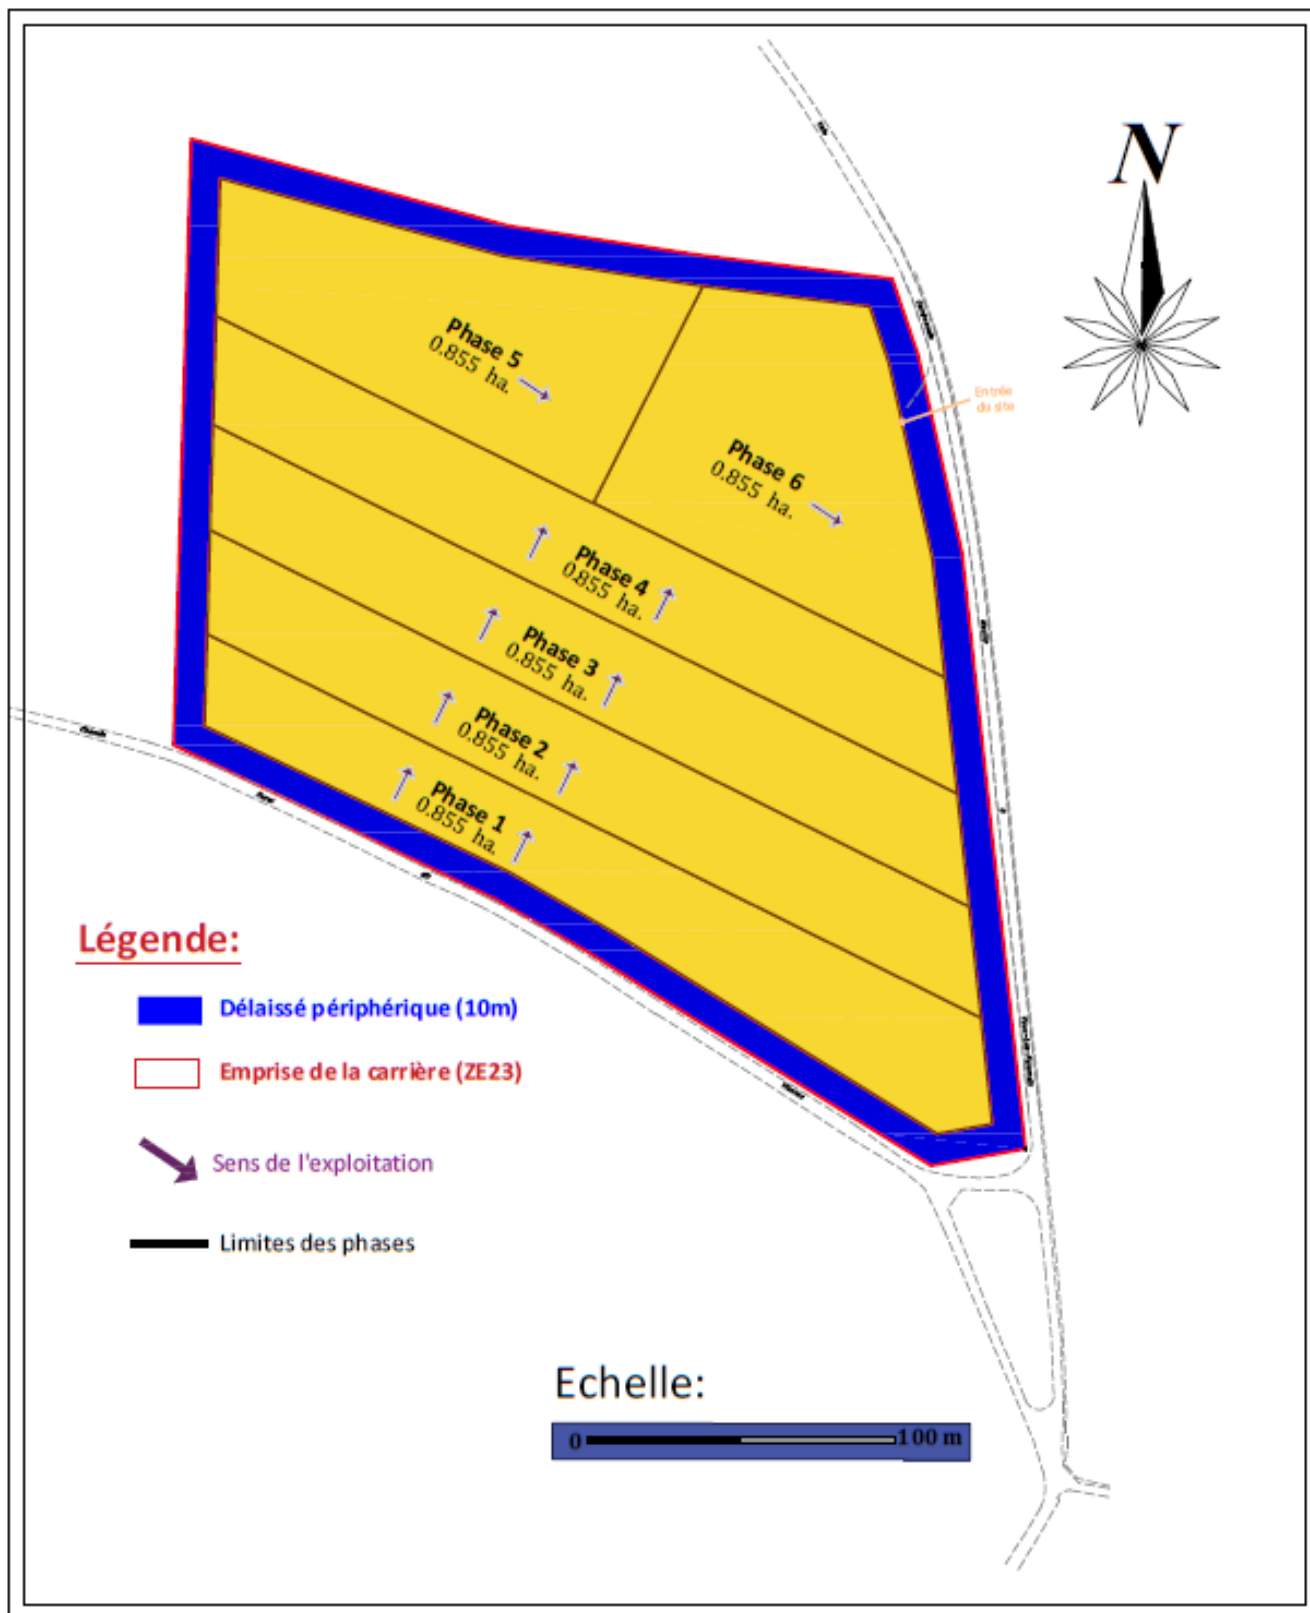 N
Entrée
du site
Phase 5
0.855 ha.
Phase 6
0.855 ha.
Phase 4
0.855 ha.
Phase 3
0.855 ha.
Phase 2
0.855 ha.
Phase 1
0.855 ha.
Légende:
Délaissé périphérique (10m)
Emprise de la carrière (ZE23)
Sens de l'exploitation
Limites des phases
Echelle:
0 100 m